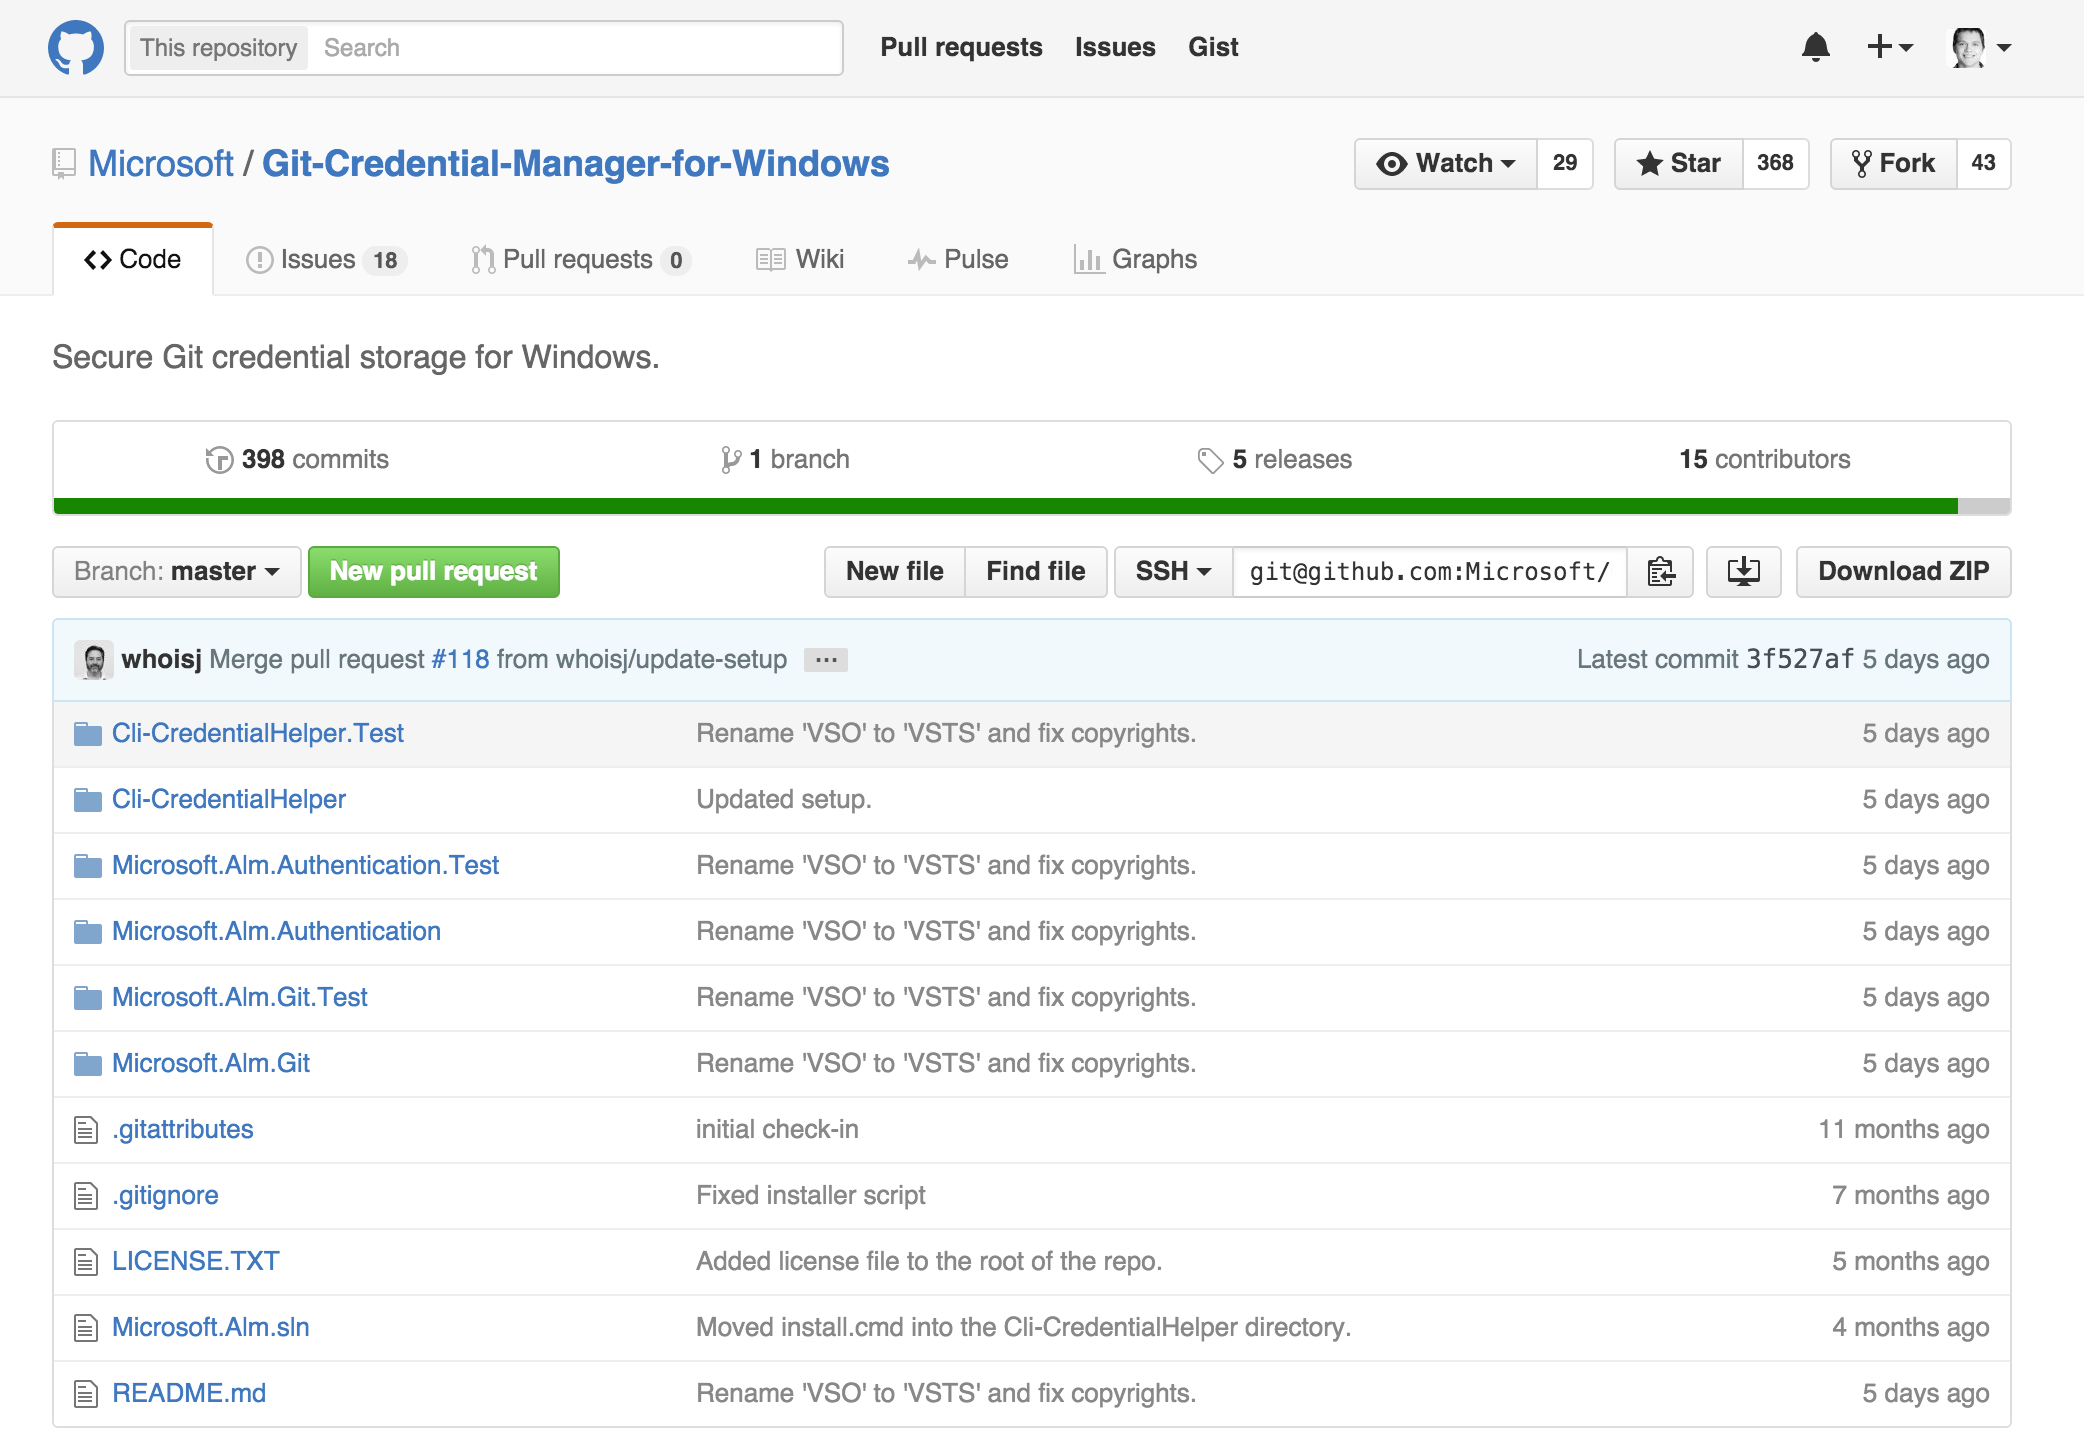 This repository Search Pull requests Issues Gist
Microsoft / Git-Credential-Manager-for-Windows Watch 29 Star 368 Fork 43
Code Issues 18 Pull requests 0 Wiki Pulse Graphs
Secure Git credential storage for Windows.
398 commits 1 branch 5 releases 15 contributors
Branch: master New pull request New file Find file SSH git@github.com:Microsoft/ Download ZIP
whoisj Merge pull request #118 from whoisj/update-setup ... Latest commit 3f527af 5 days ago
Cli-CredentialHelper.Test Rename 'VSO' to 'VSTS' and fix copyrights. 5 days ago
Cli-CredentialHelper Updated setup. 5 days ago
Microsoft.Alm.Authentication.Test Rename 'VSO' to 'VSTS' and fix copyrights. 5 days ago
Microsoft.Alm.Authentication Rename 'VSO' to 'VSTS' and fix copyrights. 5 days ago
Microsoft.Alm.Git.Test Rename 'VSO' to 'VSTS' and fix copyrights. 5 days ago
Microsoft.Alm.Git Rename 'VSO' to 'VSTS' and fix copyrights. 5 days ago
.gitattributes initial check-in 11 months ago
.gitignore Fixed installer script 7 months ago
LICENSE.TXT Added license file to the root of the repo. 5 months ago
Microsoft.Alm.sln Moved install.cmd into the Cli-CredentialHelper directory. 4 months ago
README.md Rename 'VSO' to 'VSTS' and fix copyrights. 5 days ago